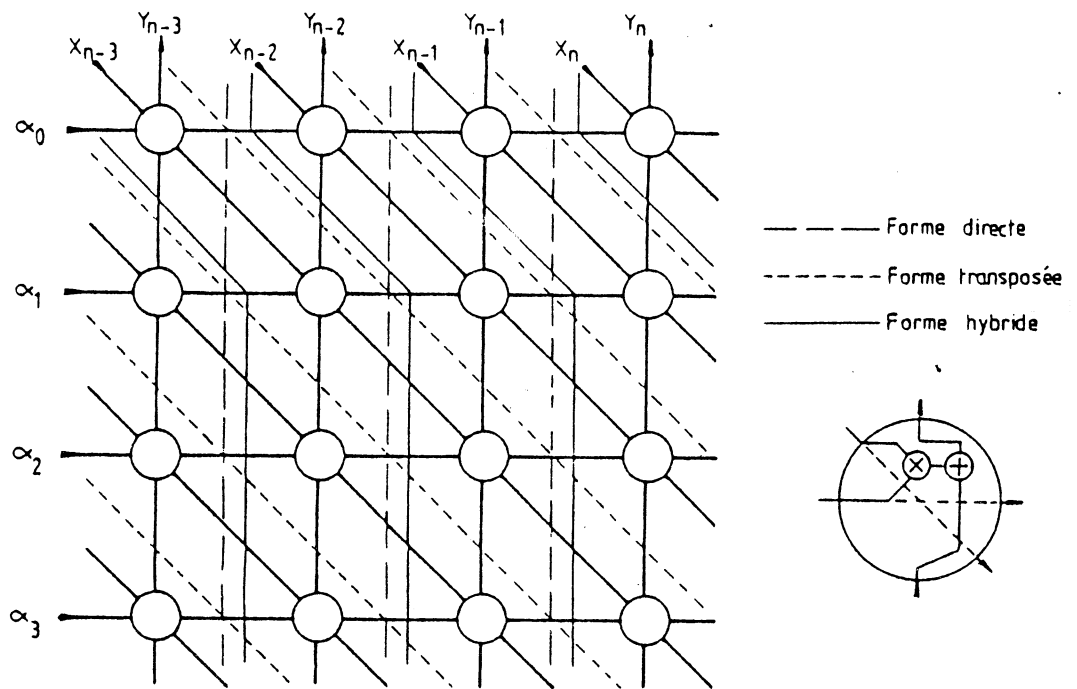 Yn-3 Yn-2 Yn-1 Yn
Xn-3 Xn-2 Xn-1 Xn
α0
α1
α2
α3
Forme directe
Forme transposée
Forme hybride
× +